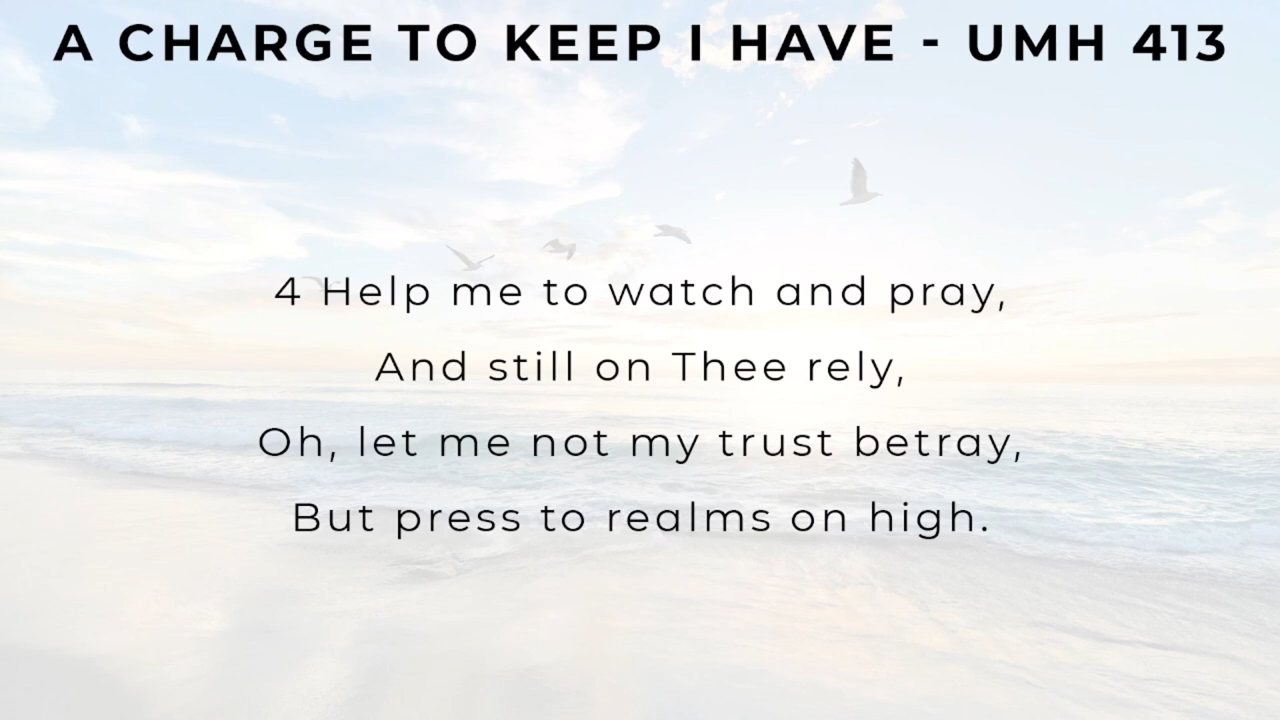 A CHARGE TO KEEP I HAVE - UMH 413
4 Help me to watch and pray,
And still on Thee rely,
Oh, let me not my trust betray,
But press to realms on high.